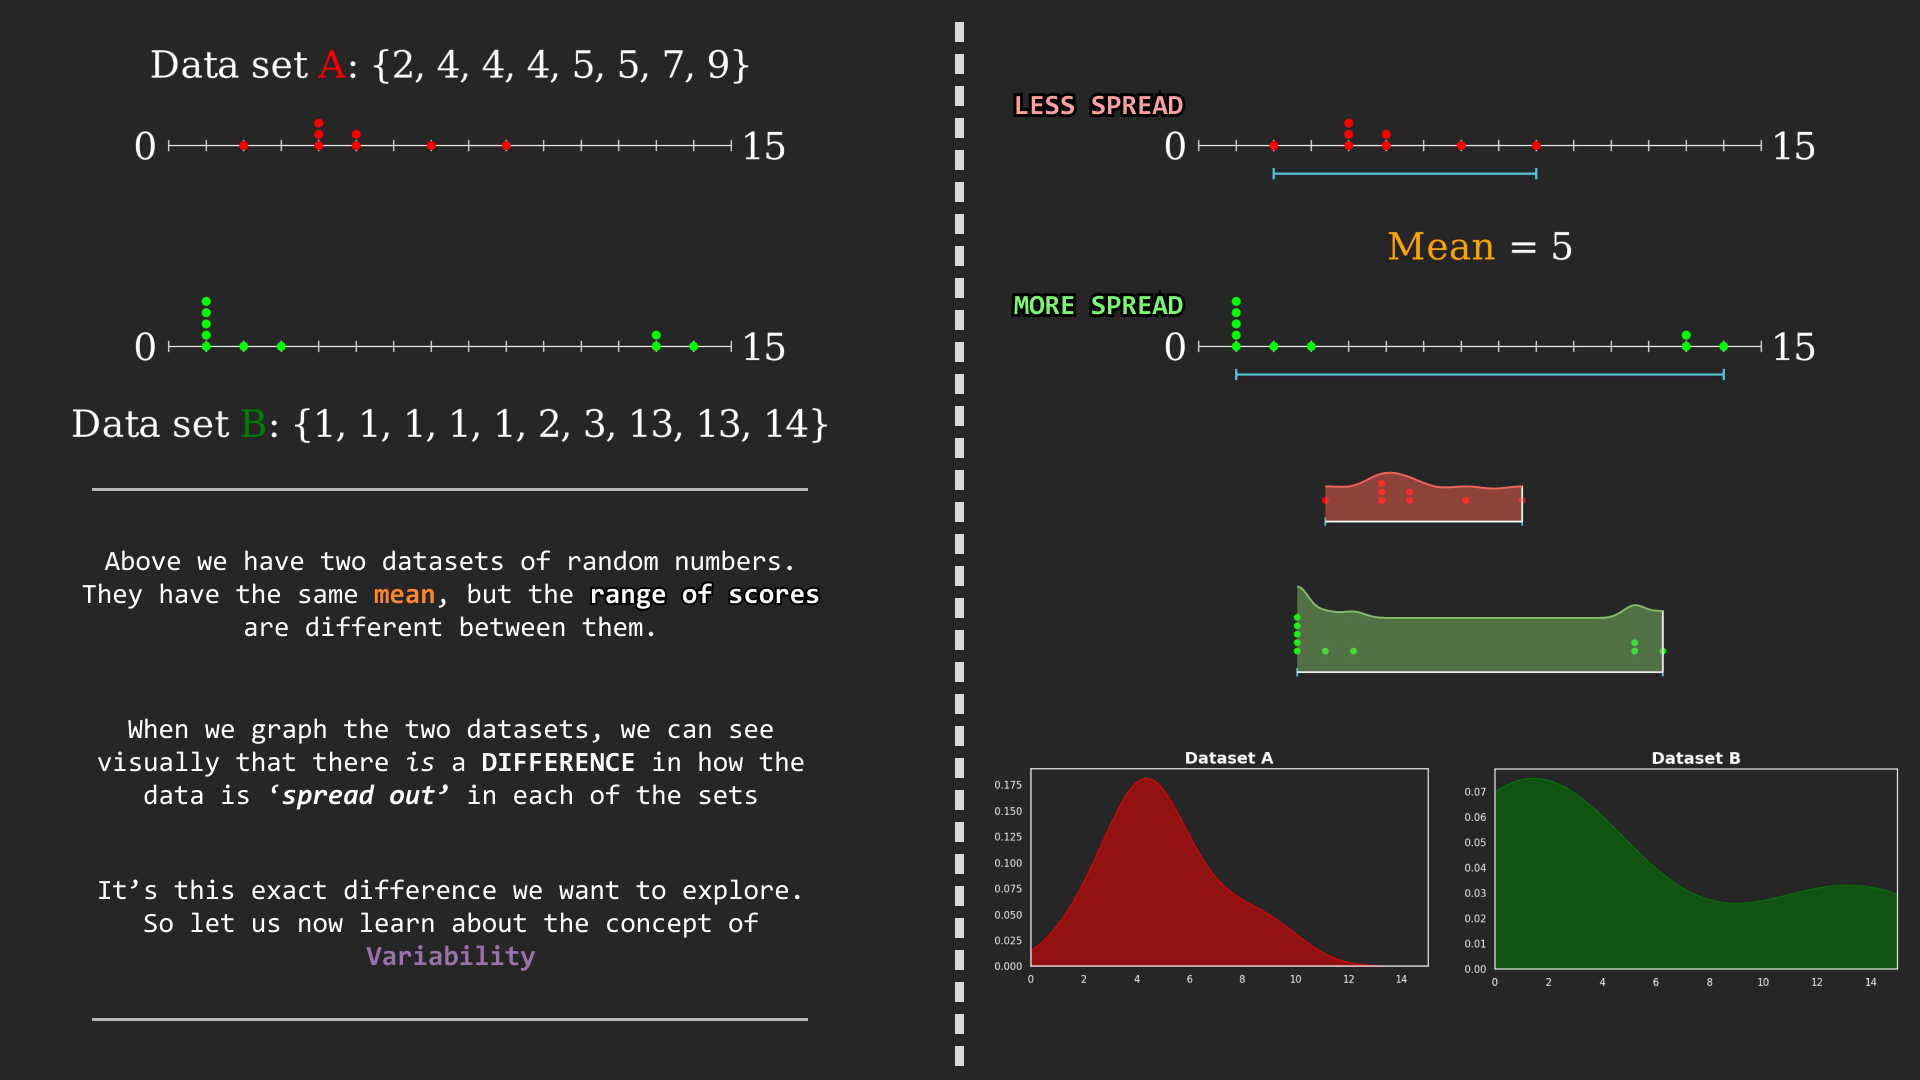 Data set A: {2, 4, 4, 4, 5, 5, 7, 9}
0 15
0 15
Data set B: {1, 1, 1, 1, 1, 2, 3, 13, 13, 14}
Above we have two datasets of random numbers.
They have the same mean, but the range of scores
are different between them.
When we graph the two datasets, we can see
visually that there is a DIFFERENCE in how the
data is ‘spread out’ in each of the sets
It’s this exact difference we want to explore.
So let us now learn about the concept of
Variability
LESS SPREAD
0 15
Mean = 5
MORE SPREAD
0 15
Dataset A
0.175
0.150
0.125
0.100
0.075
0.050
0.025
0.000
0 2 4 6 8 10 12 14
Dataset B
0.07
0.06
0.05
0.04
0.03
0.02
0.01
0.00
0 2 4 6 8 10 12 14